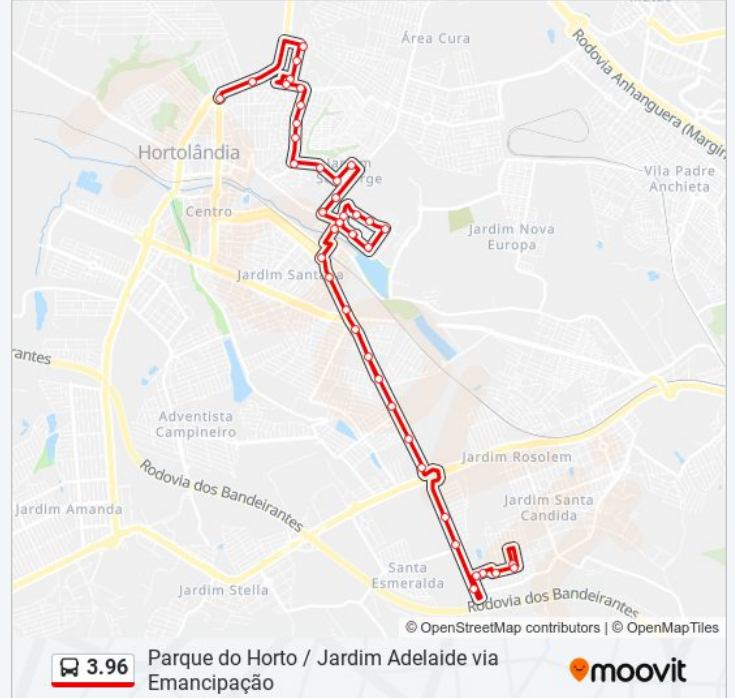 Área Cura
Rodovia Anhanguera (Margin
Hortolândia
Vila Padre
Anchieta
Centro
Jardim Nova
Europa
Jardim Santana
antes
Adventista
Campineiro
Rodovia dos Bandeirantes
Jardim Rosolem
Jardim Amanda
Jardim Santa
Candida
Santa
Esmeralda
Jardim Stella
Rodovia dos Bandeirantes
© OpenStreetMap contributors | © OpenMapTiles
3.96
Parque do Horto / Jardim Adelaide via
Emancipação
moovit